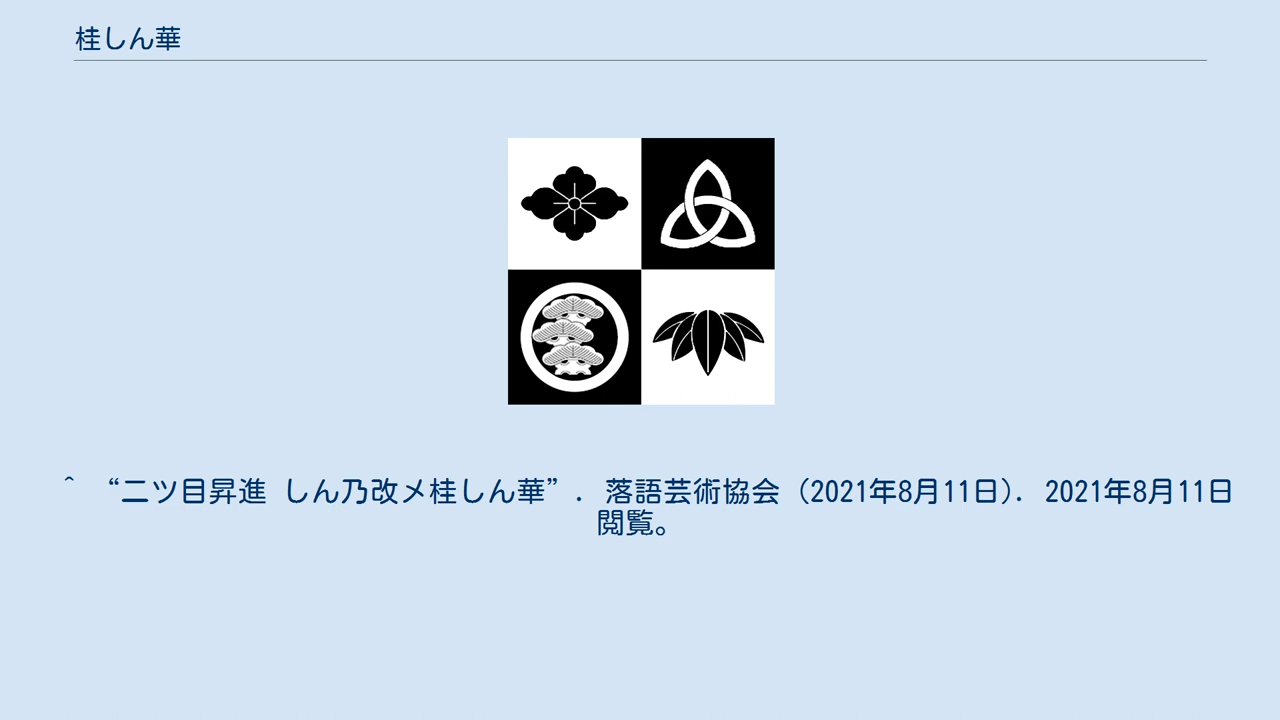 桂しん華
^ “二ツ目昇進 しん乃改メ桂しん華”. 落語芸術協会 (2021年8月11日). 2021年8月11日
閲覧。